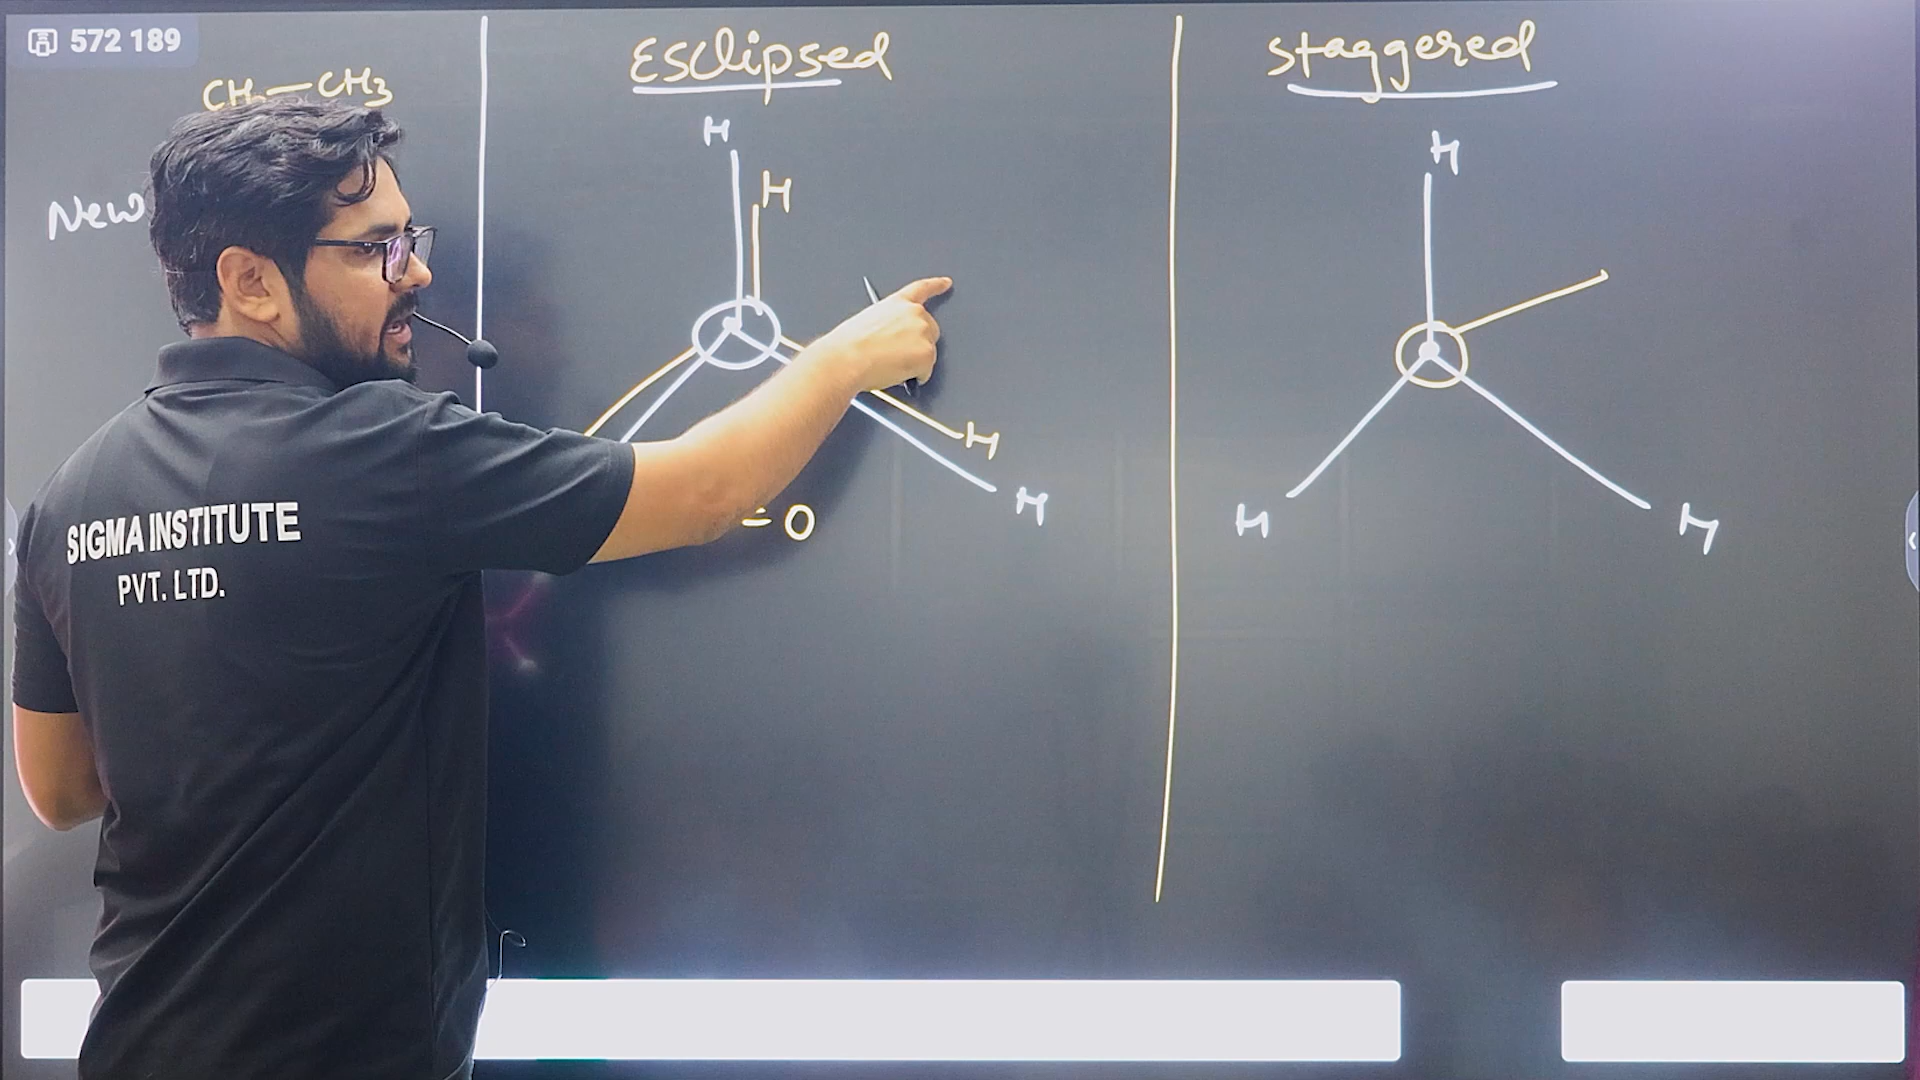 572 189
CH3-CH3
New
Esclipsed
H
H
H
H
= 0
staggered
H
H
H
SIGMA INSTITUTE
PVT. LTD.